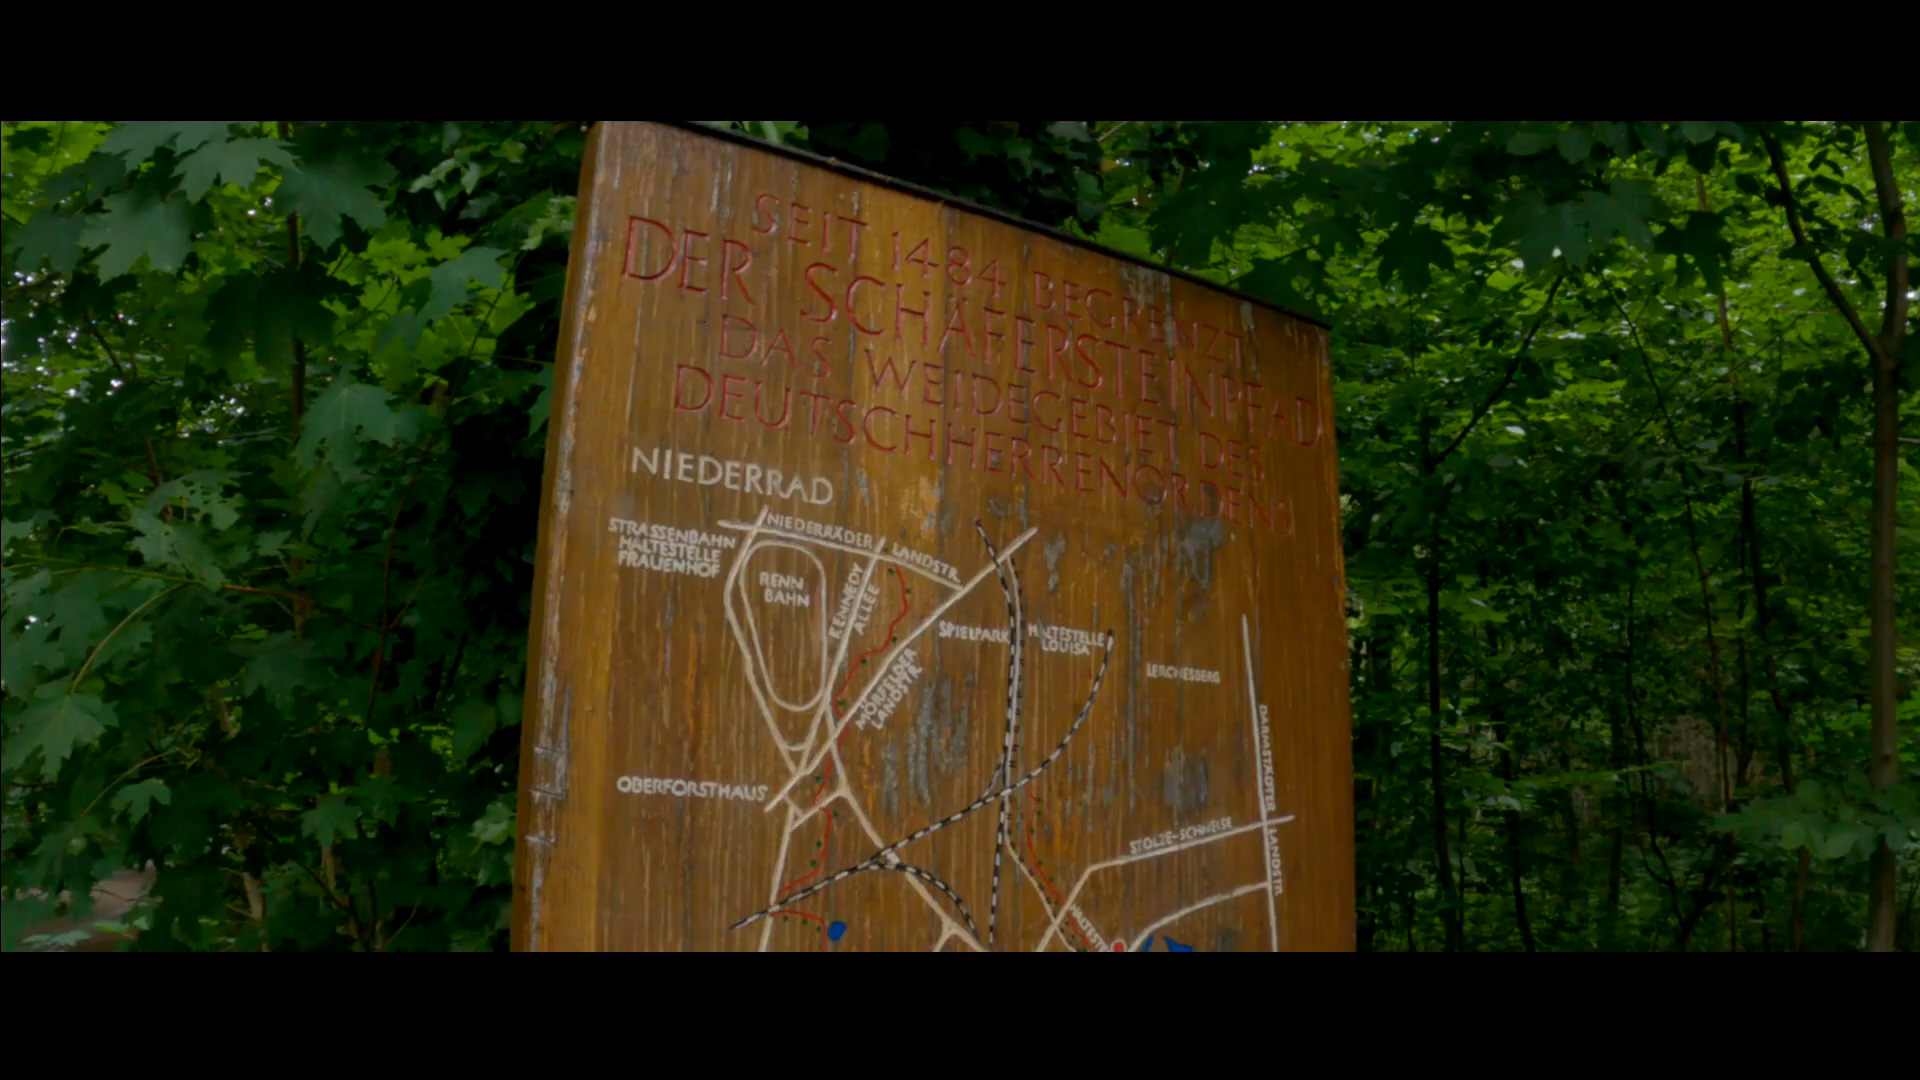 SEIT 1484 BEGRENZT
DER SCHÄFERSTEINPFAD
DAS WEIDEGEBIET DES
DEUTSCHHERRENORDENS
NIEDERRAD
STRASSENBAHN
HALTESTELLE
FRAUENHOF
NIEDERRÄDER LANDSTR.
RENN
BAHN
KENNEDY
ALLEE
SPIELPARK
HALTESTELLE
LOUISA
MÖRFELDER
LANDSTR.
LERCHESBERG
DARMSTÄDTER LANDSTR.
OBERFORSTHAUS
STOLZE-SCHNEISE